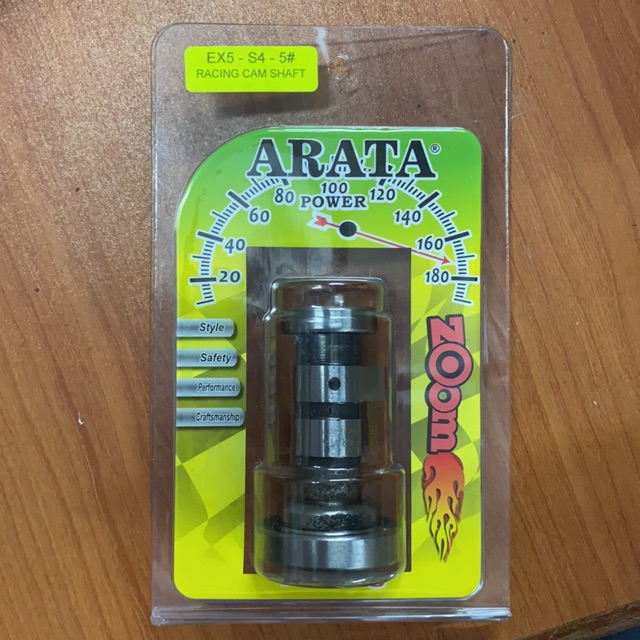 EX5 - S4 - 5#
RACING CAM SHAFT
ARATA®
20 40 60 80 100 120 140 160 180
POWER
Style
Safety
Performance
Craftsmanship
ZOOm